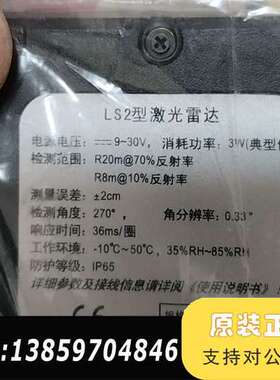 LS2型激光雷达
电源电压: ⎓9~30V, 消耗功率: 3W(典型
检测范围: R20m@70%反射率
R8m@10%反射率
测量误差: ±2cm
检测角度: 270° 角分辨率: 0.33°
响应时间: 36ms/圈
工作环境: -10℃~50℃, 35%RH~85%RH
防护等级: IP65
详细参数及接线信息请详阅《使用说明书》
CE
原装正
:13859704846
支持对公